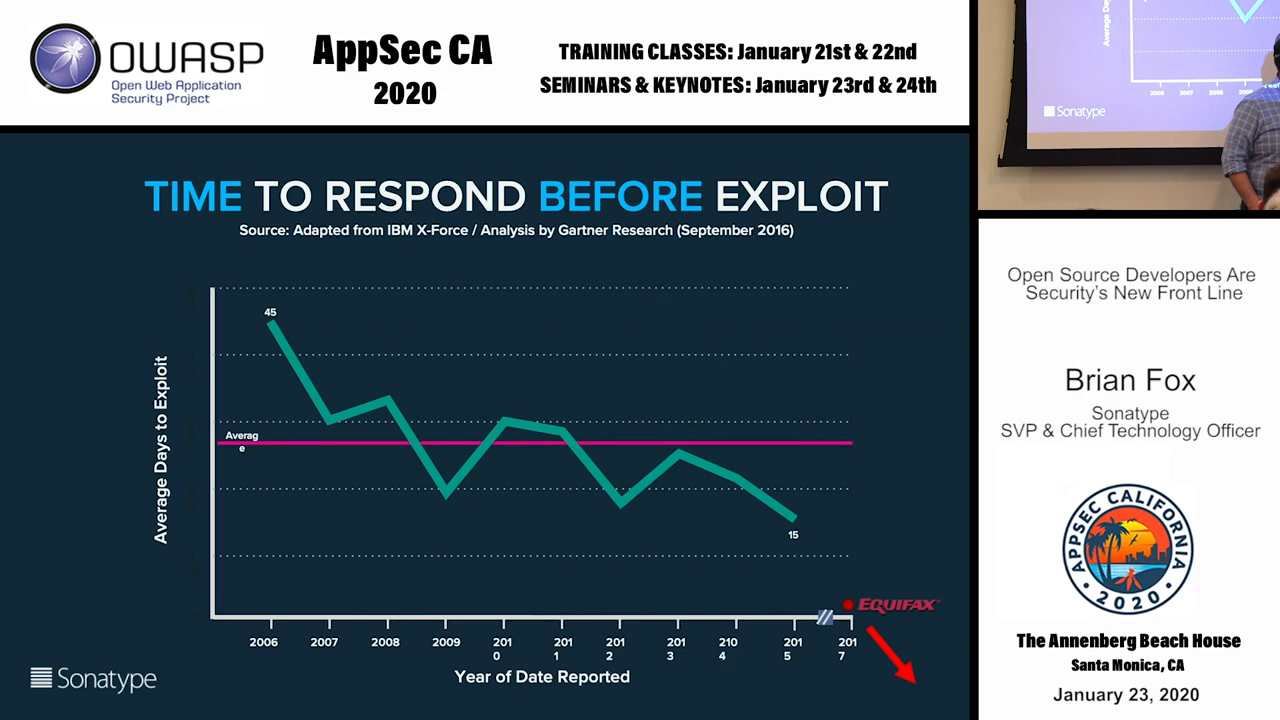 OWASP
Open Web Application
Security Project
AppSec CA
2020
TRAINING CLASSES: January 21st & 22nd
SEMINARS & KEYNOTES: January 23rd & 24th
TIME TO RESPOND BEFORE EXPLOIT
Source: Adapted from IBM X-Force / Analysis by Gartner Research (September 2016)
45
Averag
e
Average Days to Exploit
15
EQUIFAX
2006 2007 2008 2009 201 201 201 201 210 201 201
0 1 2 3 4 5 7
Year of Date Reported
Sonatype
2006 2007 2008
Sonatype
Open Source Developers Are
Security's New Front Line
Brian Fox
Sonatype
SVP & Chief Technology Officer
APPSEC CALIFORNIA
2020
The Annenberg Beach House
Santa Monica, CA
January 23, 2020